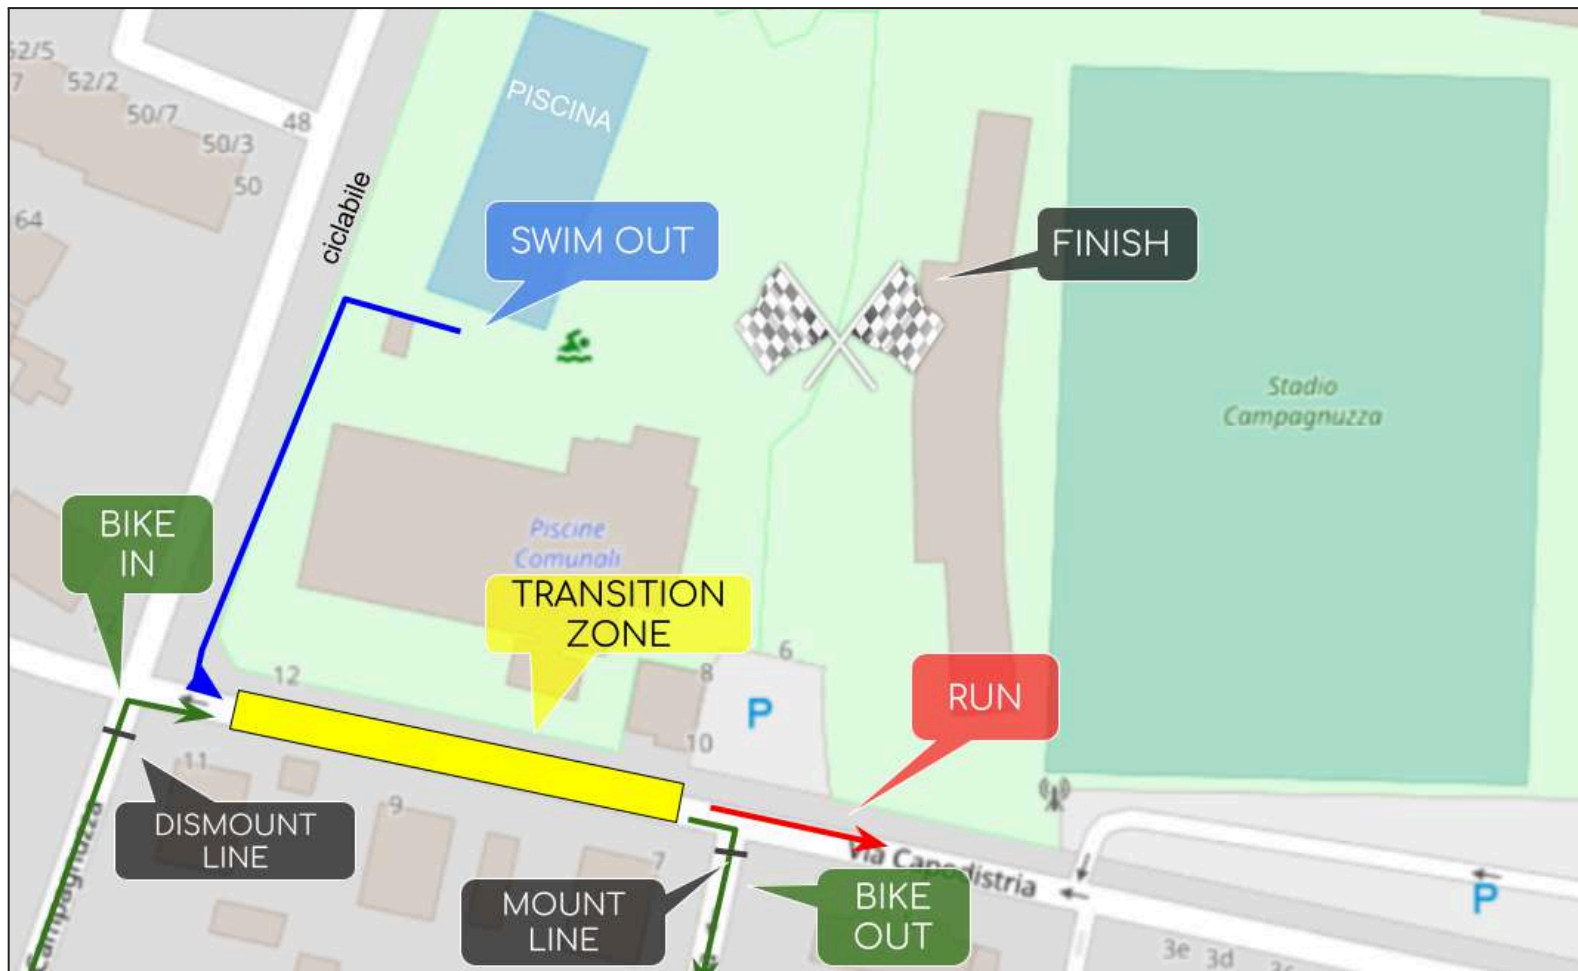 52/5
7
52/2
50/7
48
50/3
50
64
PISCINA
ciclabile
SWIM OUT
FINISH
Stadio
Campagnuzza
BIKE
IN
Piscine
Comunali
TRANSITION
ZONE
12
6
8
10
P
RUN
11
9
7
DISMOUNT
LINE
Campagnuzza
MOUNT
LINE
BIKE
OUT
Via Capodistria
P
3e
3d